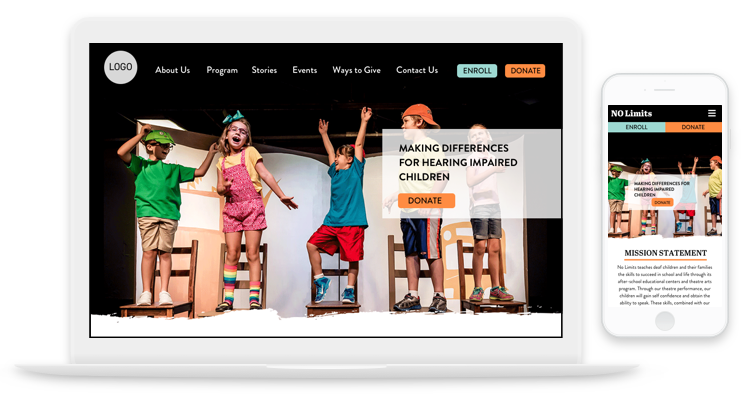 LOGO
About Us Program Stories Events Ways to Give Contact Us ENROLL DONATE
MAKING DIFFERENCES
FOR HEARING IMPAIRED
CHILDREN
DONATE
NO Limits
ENROLL DONATE
MAKING DIFFERENCES FOR
HEARING IMPAIRED
CHILDREN
DONATE
MISSION STATEMENT
No Limits teaches deaf children and their families
the skills to succeed in school and life through its
after-school educational centers and theatre arts
program. Through our theatre performance, our
children will gain self confidence and obtain the
ability to speak. These skills, combined with our